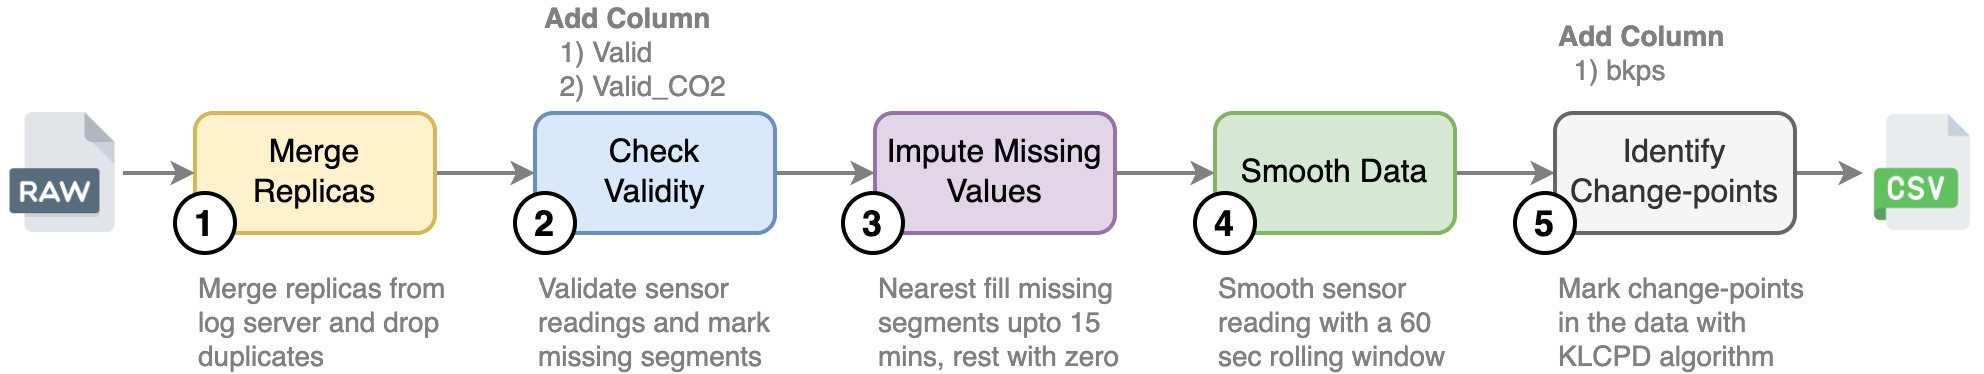 Add Column
1) Valid
2) Valid_CO2
Add Column
1) bkps
RAW
Merge
Replicas
1
Check
Validity
2
Impute Missing
Values
3
Smooth Data
4
Identify
Change-points
5
CSV
Merge replicas from
log server and drop
duplicates
Validate sensor
readings and mark
missing segments
Nearest fill missing
segments upto 15
mins, rest with zero
Smooth sensor
reading with a 60
sec rolling window
Mark change-points
in the data with
KLCPD algorithm